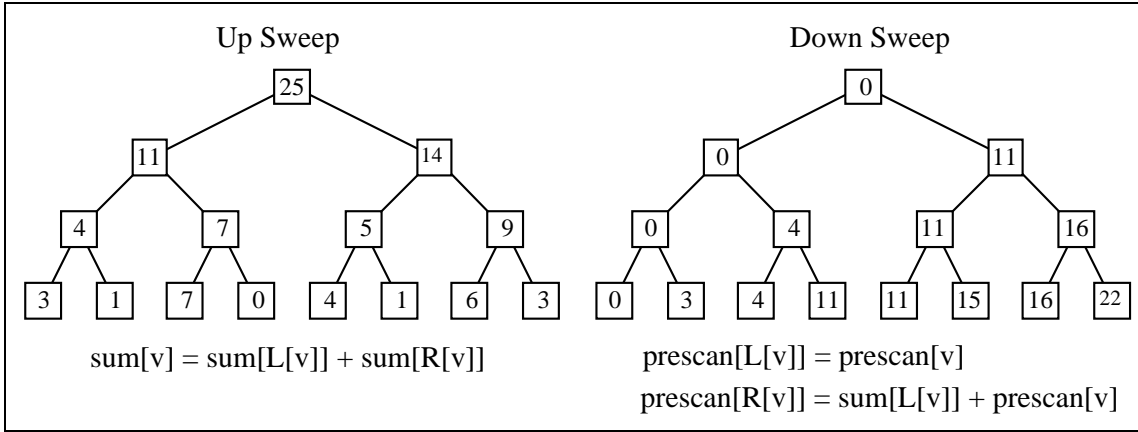 Up Sweep
25
11 14
4 7 5 9
3 1 7 0 4 1 6 3
sum[v] = sum[L[v]] + sum[R[v]]
Down Sweep
0
0 11
0 4 11 16
0 3 4 11 11 15 16 22
prescan[L[v]] = prescan[v]
prescan[R[v]] = sum[L[v]] + prescan[v]